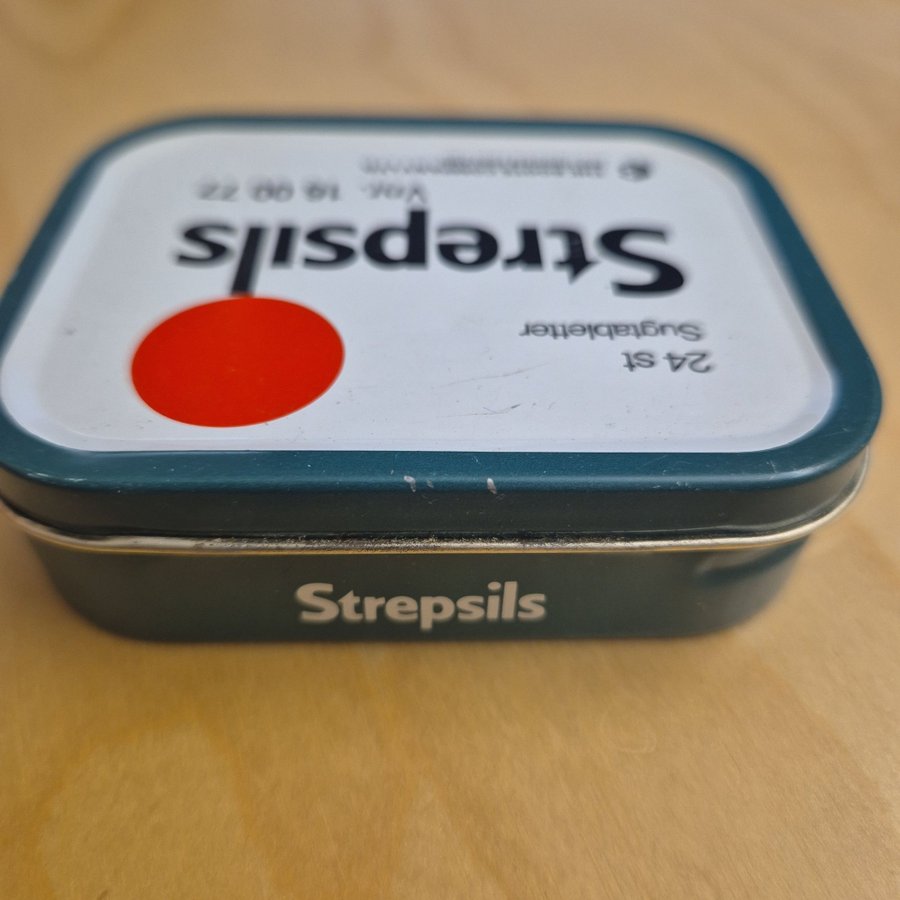 24 st
Sugtabletter
Strepsils
Vnr. 16 00 72
Strepsils